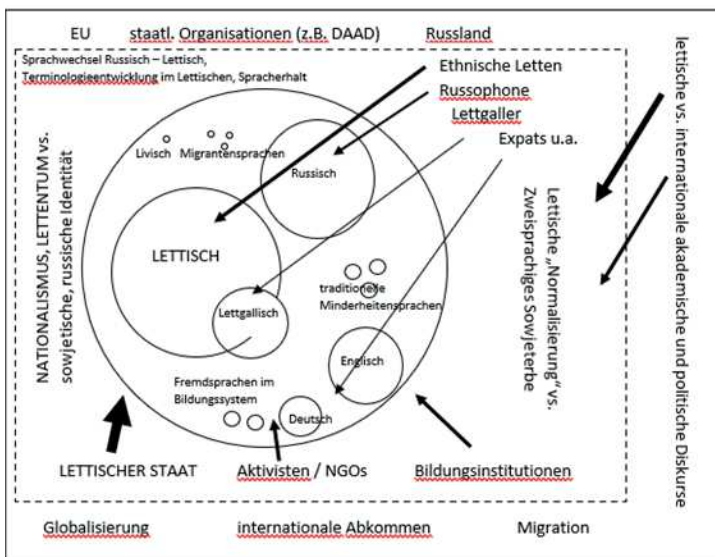 EU staatl. Organisationen (z.B. DAAD) Russland
Sprachwechsel Russisch – Lettisch,
Terminologieentwicklung im Lettischen, Spracherhalt
Ethnische Letten
Russophone
Lettgaller
Expats u.a.
Livisch Migrantensprachen
Russisch
LETTISCH
Lettgallisch
traditionelle
Minderheitensprachen
Englisch
Fremdsprachen im
Bildungssystem
Deutsch
NATIONALISMUS, LETTENTUM vs.
sowjetische, russische Identität
Lettische „Normalisierung" vs.
Zweisprachiges Sowjeterbe
lettische vs. internationale akademische und politische Diskurse
LETTISCHER STAAT Aktivisten / NGOs Bildungsinstitutionen
Globalisierung internationale Abkommen Migration